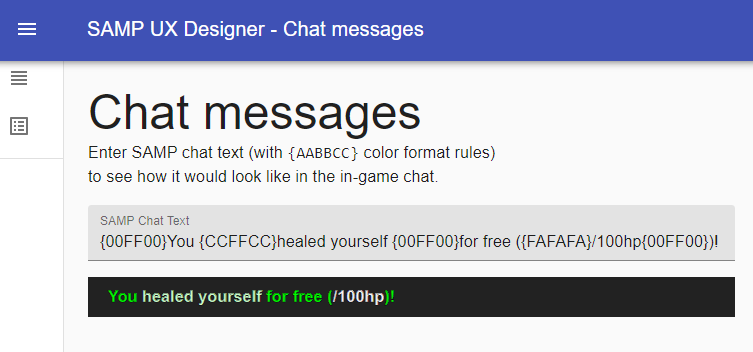 SAMP UX Designer - Chat messages
Chat messages
Enter SAMP chat text (with {AABBCC} color format rules)
to see how it would look like in the in-game chat.
SAMP Chat Text
{00FF00}You {CCFFCC}healed yourself {00FF00}for free ({FAFAFA}/100hp{00FF00})!
You healed yourself for free (/100hp)!